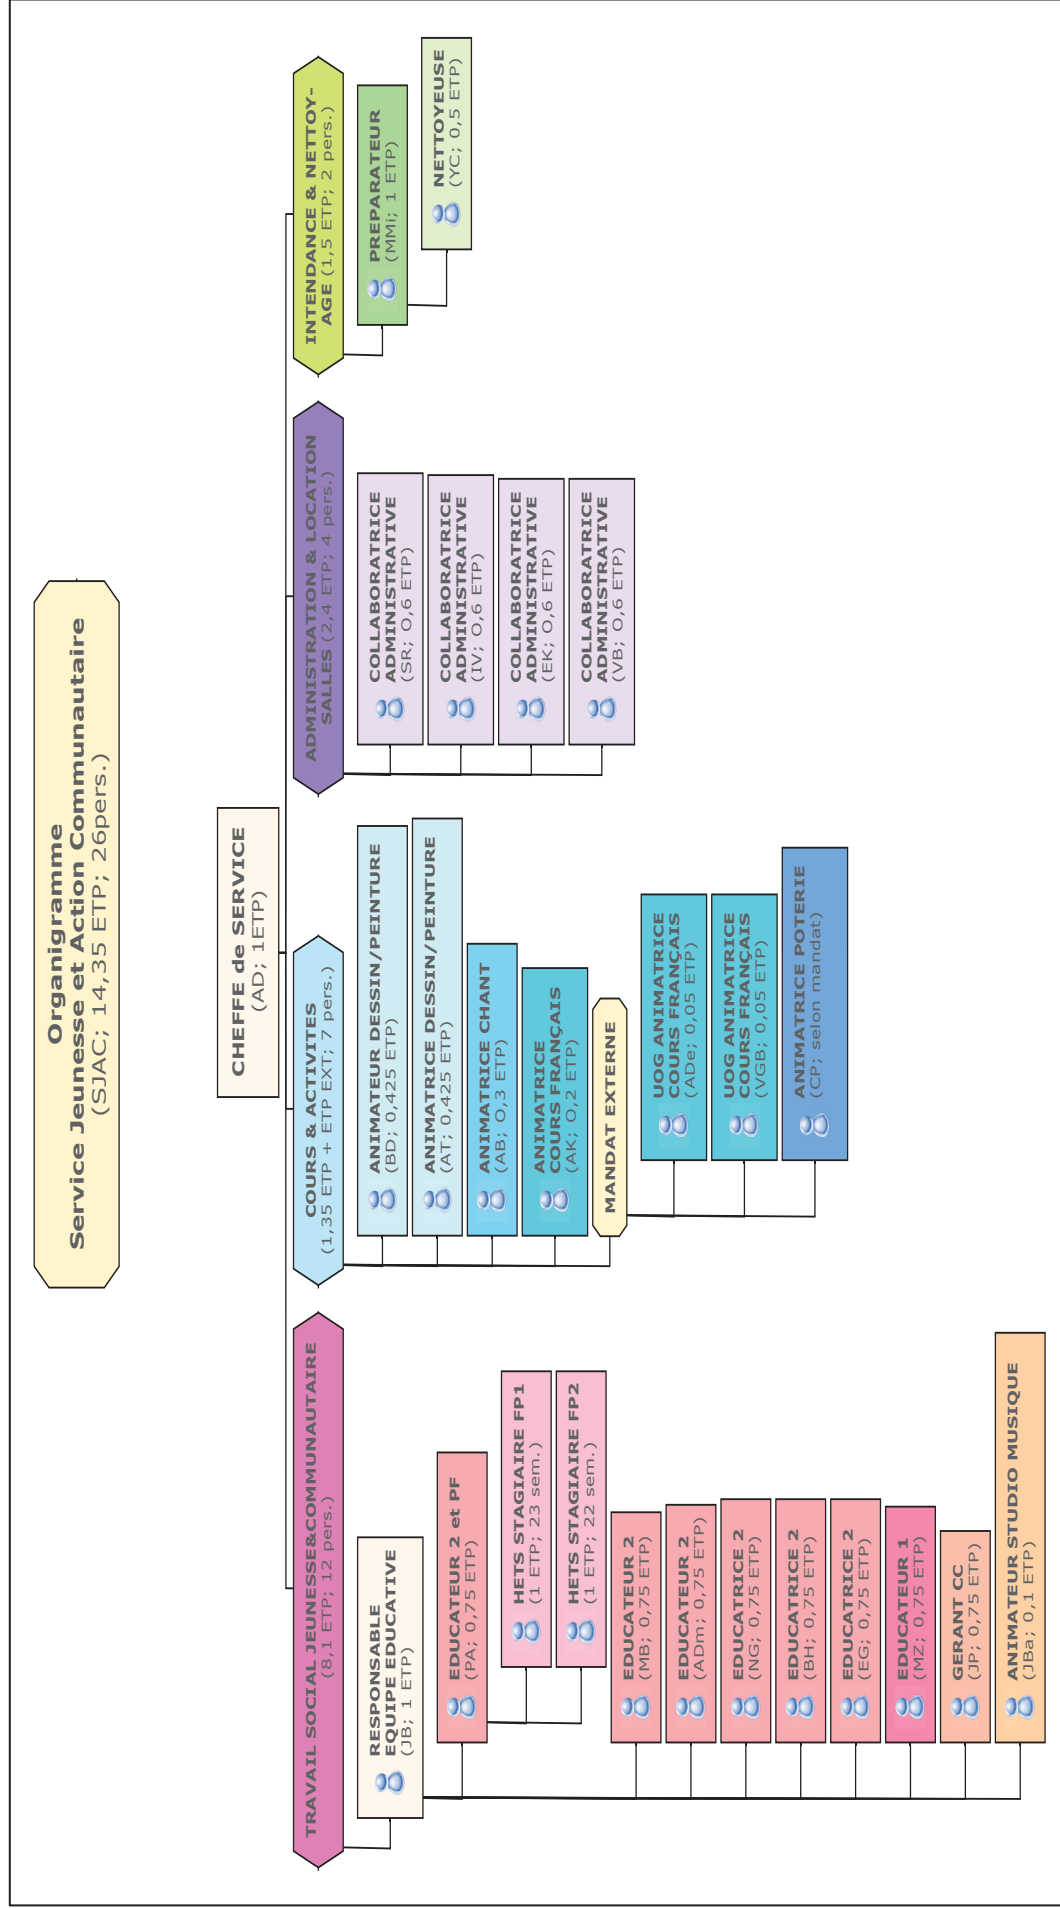 Organigramme
Service Jeunesse et Action Communautaire
(SJAC; 14,35 ETP; 26pers.)
CHEFFE de SERVICE
(AD; 1ETP)
TRAVAIL SOCIAL JEUNESSE&COMMUNAUTAIRE
(8,1 ETP; 12 pers.)
RESPONSABLE
EQUIPE EDUCATIVE
(JB; 1 ETP)
EDUCATEUR 2 et PF
(PA; 0,75 ETP)
HETS STAGIAIRE FP1
(1 ETP; 23 sem.)
HETS STAGIAIRE FP2
(1 ETP; 22 sem.)
EDUCATEUR 2
(MB; 0,75 ETP)
EDUCATEUR 2
(ADm; 0,75 ETP)
EDUCATRICE 2
(NG; 0,75 ETP)
EDUCATRICE 2
(BH; 0,75 ETP)
EDUCATRICE 2
(EG; 0,75 ETP)
EDUCATEUR 1
(MZ; 0,75 ETP)
GERANT CC
(JP; 0,75 ETP)
ANIMATEUR STUDIO MUSIQUE
(JBa; 0,1 ETP)
COURS & ACTIVITES
(1,35 ETP + ETP EXT; 7 pers.)
ANIMATEUR DESSIN/PEINTURE
(BD; 0,425 ETP)
ANIMATRICE DESSIN/PEINTURE
(AT; 0,425 ETP)
ANIMATRICE CHANT
(AB; O,3 ETP)
ANIMATRICE
COURS FRANÇAIS
(AK; O,2 ETP)
MANDAT EXTERNE
UOG ANIMATRICE
COURS FRANÇAIS
(ADe; 0,05 ETP)
UOG ANIMATRICE
COURS FRANÇAIS
(VGB; 0,05 ETP)
ANIMATRICE POTERIE
(CP; selon mandat)
ADMINISTRATION & LOCATION
SALLES (2,4 ETP; 4 pers.)
COLLABORATRICE
ADMINISTRATIVE
(SR; O,6 ETP)
COLLABORATRICE
ADMINISTRATIVE
(IV; O,6 ETP)
COLLABORATRICE
ADMINISTRATIVE
(EK; O,6 ETP)
COLLABORATRICE
ADMINISTRATIVE
(VB; O,6 ETP)
INTENDANCE & NETTOY-
AGE (1,5 ETP; 2 pers.)
PREPARATEUR
(MMi; 1 ETP)
NETTOYEUSE
(YC; 0,5 ETP)